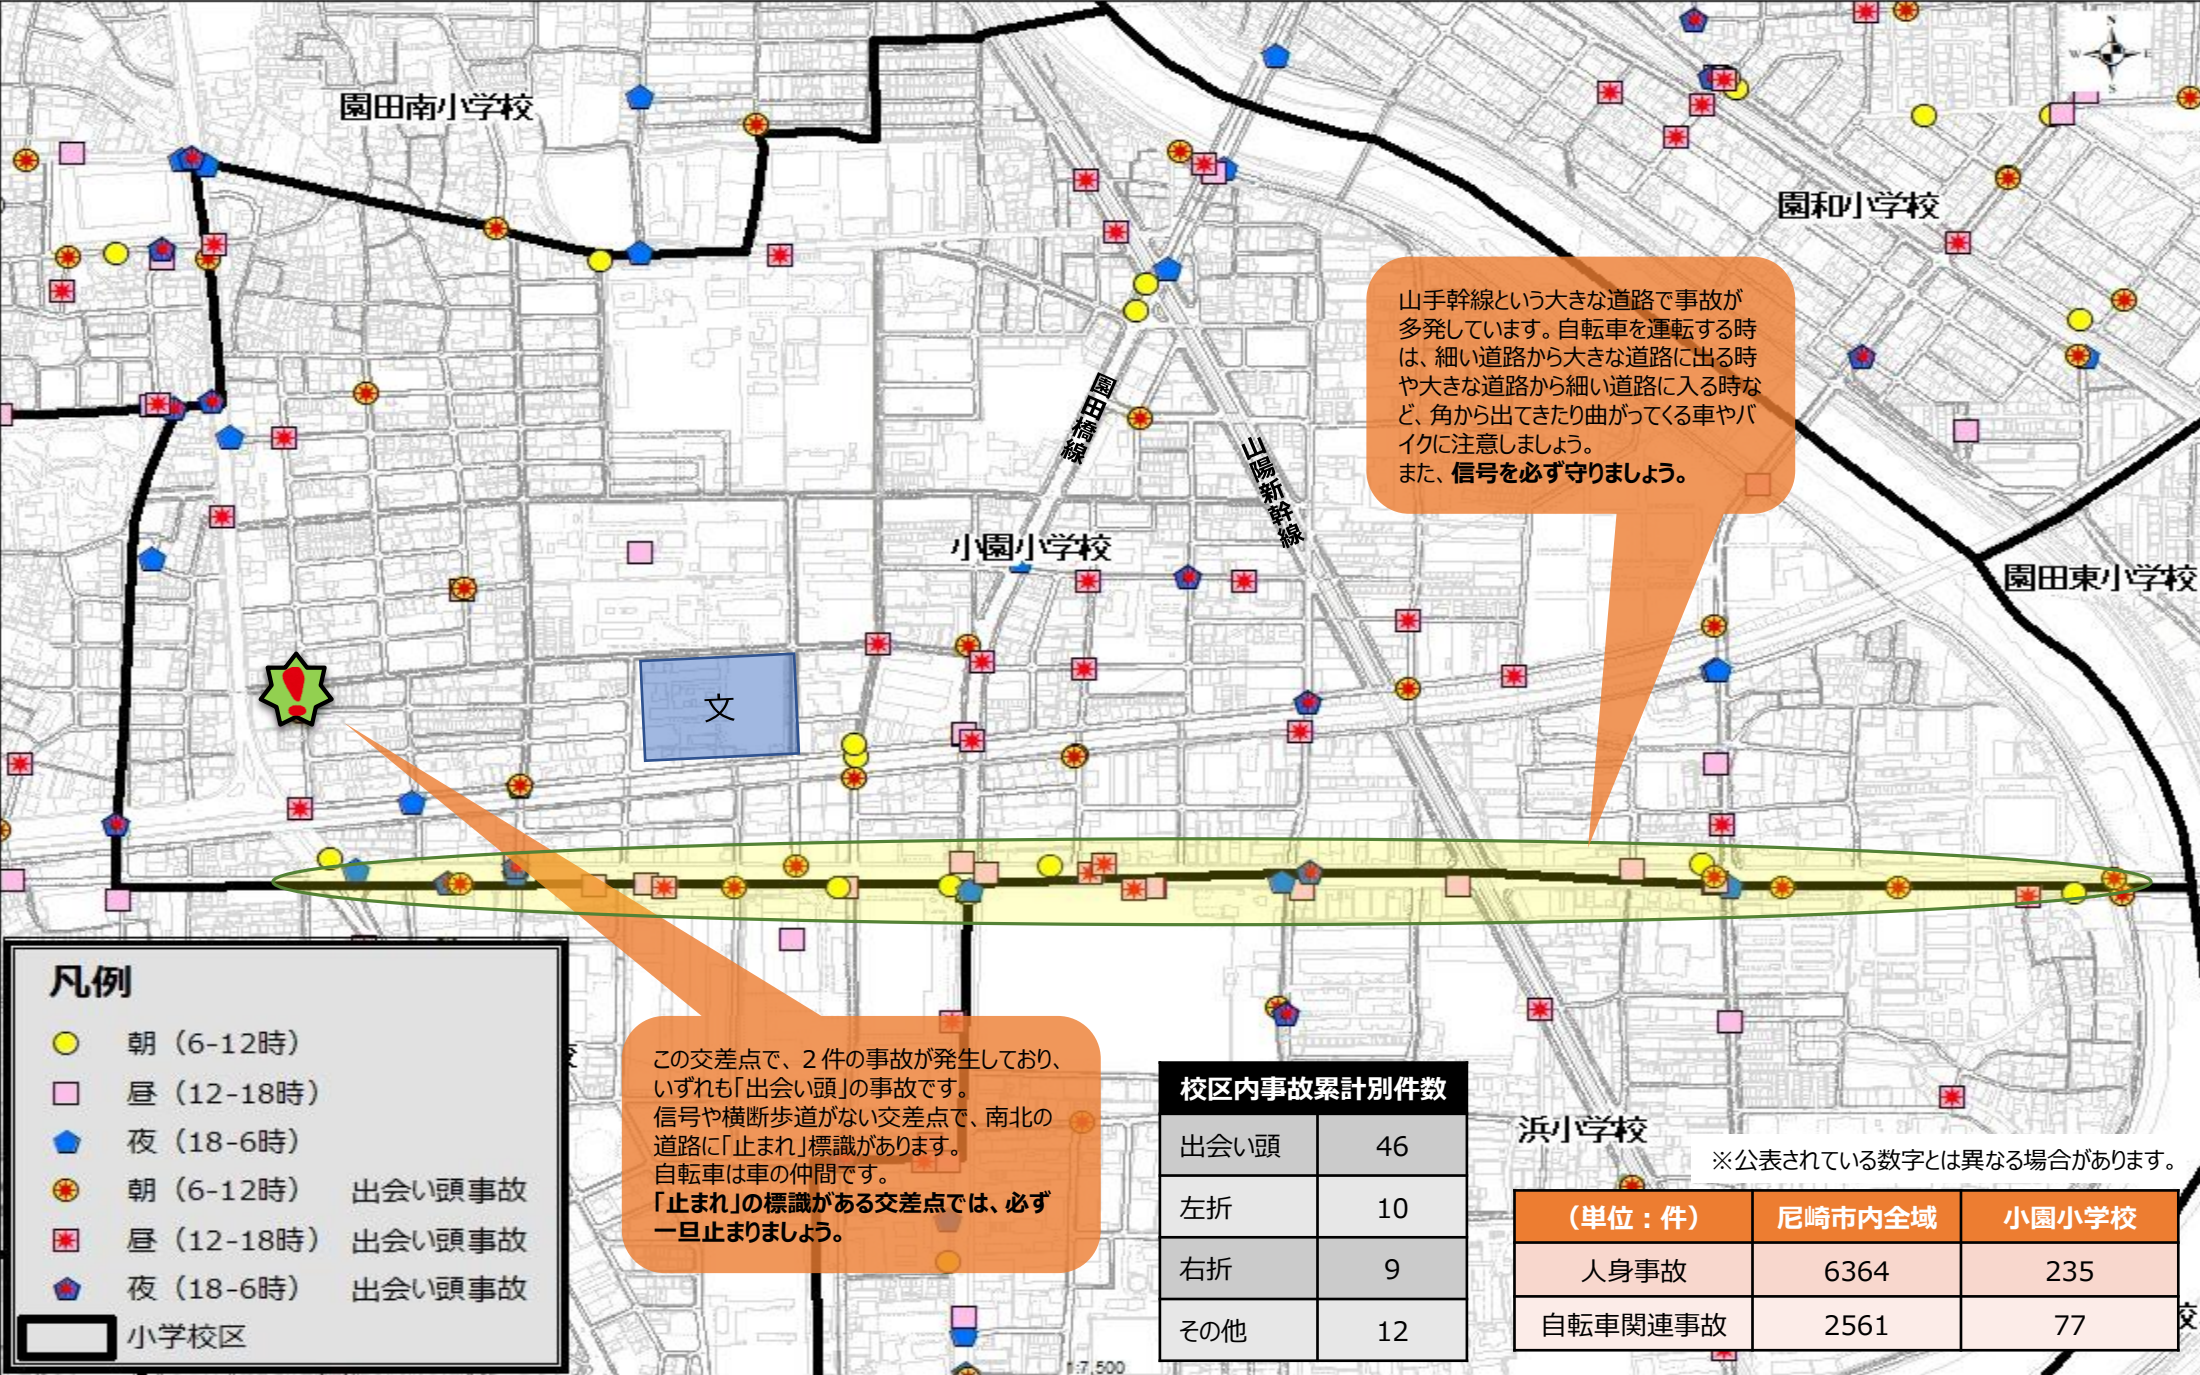 N
W
E
S
園田南小学校
園和小学校
山手幹線という大きな道路で事故が
多発しています。自転車を運転する時
は、細い道路から大きな道路に出る時
や大きな道路から細い道路に入る時な
ど、角から出てきたり曲がってくる車やバ
イクに注意しましょう。
また、信号を必ず守りましょう。
園田橋線
山陽新幹線
小園小学校
園田東小学校
文
凡例
朝（6-12時）
昼（12-18時）
夜（18-6時）
朝（6-12時） 出会い頭事故
昼（12-18時） 出会い頭事故
夜（18-6時） 出会い頭事故
小学校区
この交差点で、２件の事故が発生しており、
いずれも「出会い頭」の事故です。
信号や横断歩道がない交差点で、南北の
道路に「止まれ」標識があります。
自転車は車の仲間です。
「止まれ」の標識がある交差点では、必ず
一旦止まりましょう。
1:7,500
校区内事故累計別件数
出会い頭 46
左折 10
右折 9
その他 12
浜小学校
※公表されている数字とは異なる場合があります。
（単位：件） 尼崎市内全域 小園小学校
人身事故 6364 235
自転車関連事故 2561 77
校